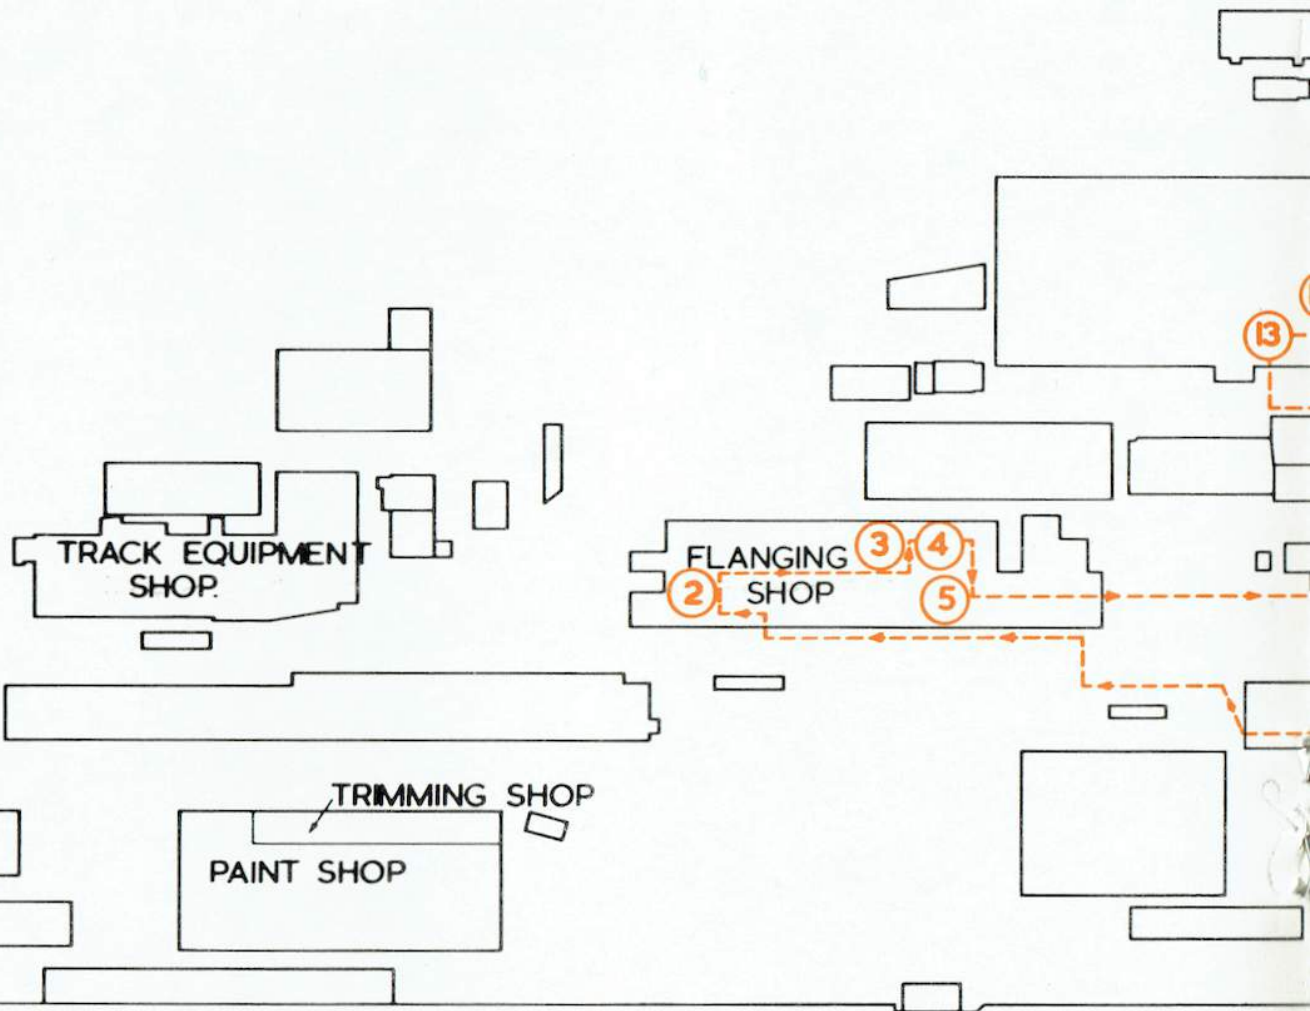 13
3
4
TRACK EQUIPMENT
SHOP.
FLANGING
2
SHOP
5
TRIMMING SHOP
PAINT SHOP